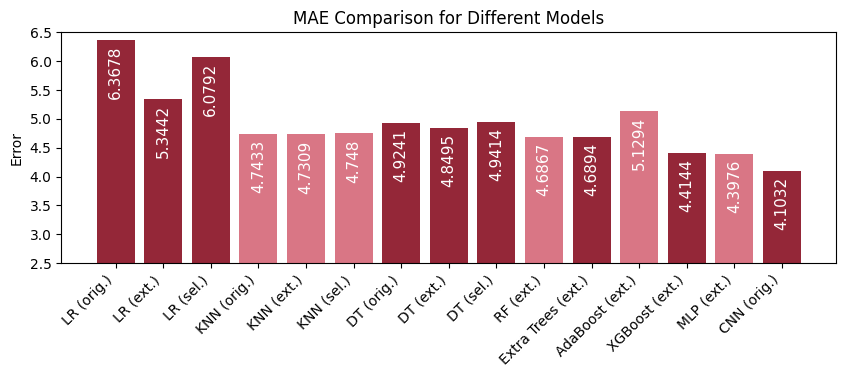 MAE Comparison for Different Models
Error
6.5
6.0
5.5
5.0
4.5
4.0
3.5
3.0
2.5
6.3678
5.3442
6.0792
4.7433
4.7309
4.748
4.9241
4.8495
4.9414
4.6867
4.6894
5.1294
4.4144
4.3976
4.1032
LR (orig.)
LR (ext.)
LR (sel.)
KNN (orig.)
KNN (ext.)
KNN (sel.)
DT (orig.)
DT (ext.)
DT (sel.)
RF (ext.)
Extra Trees (ext.)
AdaBoost (ext.)
XGBoost (ext.)
MLP (ext.)
CNN (orig.)